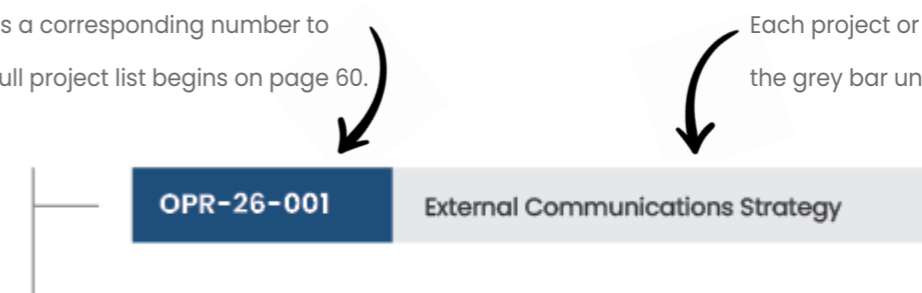 s a corresponding number to
ull project list begins on page 60.
Each project or
the grey bar un
OPR-26-001
External Communications Strategy